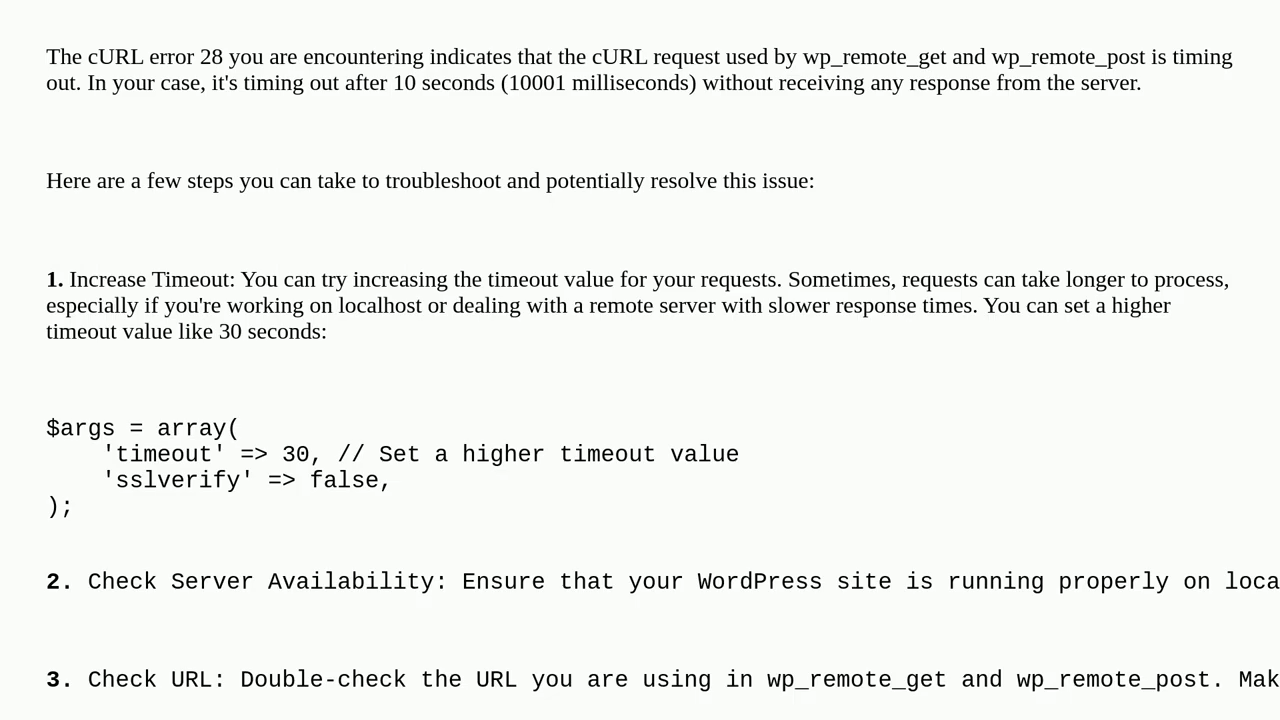 The cURL error 28 you are encountering indicates that the cURL request used by wp_remote_get and wp_remote_post is timing
out. In your case, it's timing out after 10 seconds (10001 milliseconds) without receiving any response from the server.
Here are a few steps you can take to troubleshoot and potentially resolve this issue:
1. Increase Timeout: You can try increasing the timeout value for your requests. Sometimes, requests can take longer to process,
especially if you're working on localhost or dealing with a remote server with slower response times. You can set a higher
timeout value like 30 seconds:
$args = array(
    'timeout' => 30, // Set a higher timeout value
    'sslverify' => false,
);
2. Check Server Availability: Ensure that your WordPress site is running properly on loca
3. Check URL: Double-check the URL you are using in wp_remote_get and wp_remote_post. Mak